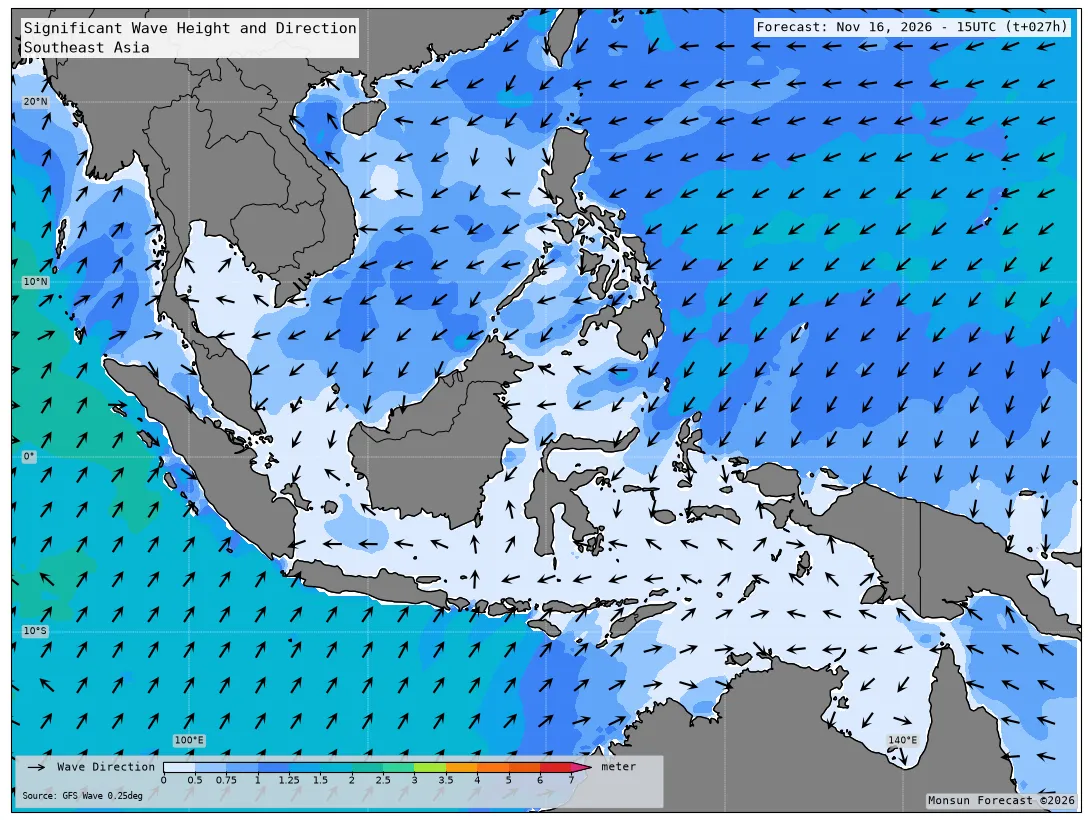 Significant Wave Height and Direction
Southeast Asia
Forecast: Nov 16, 2026 - 15UTC (t+027h)
20°N
10°N
0°
10°S
100°E
140°E
Wave Direction
meter
0 0.5 0.75 1 1.25 1.5 2 2.5 3 3.5 4 5 6 7
Source: GFS Wave 0.25deg
Monsun Forecast ©2026